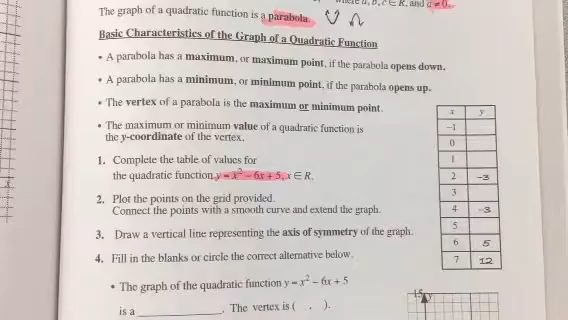 where a, b, c ∈ R, and a ≠ 0.
The graph of a quadratic function is a parabola.
Basic Characteristics of the Graph of a Quadratic Function
• A parabola has a maximum, or maximum point, if the parabola opens down.
• A parabola has a minimum, or minimum point, if the parabola opens up.
• The vertex of a parabola is the maximum or minimum point.
• The maximum or minimum value of a quadratic function is
the y-coordinate of the vertex.
1. Complete the table of values for
the quadratic function y = x² − 6x + 5, x ∈ R.
2. Plot the points on the grid provided.
Connect the points with a smooth curve and extend the graph.
3. Draw a vertical line representing the axis of symmetry of the graph.
4. Fill in the blanks or circle the correct alternative below.
• The graph of the quadratic function y = x² − 6x + 5
is a ____________. The vertex is ( , ).
x y
−1
0
1
2 −3
3
4 −3
5
6 5
7 12
15 y